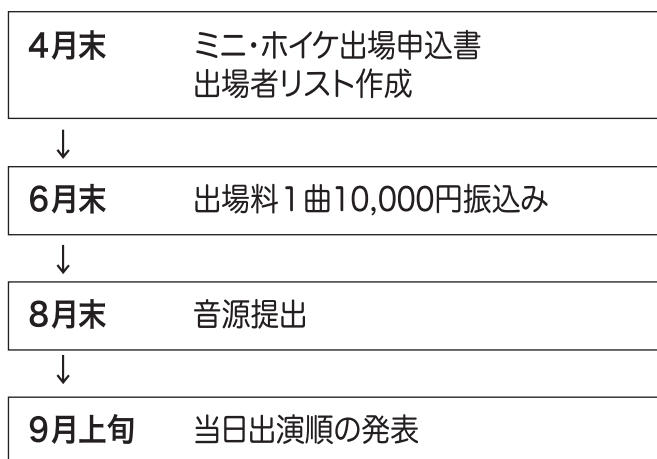 4月末 ミニ・ホイケ出場申込書
出場者リスト作成
↓
6月末 出場料1曲10,000円振込み
↓
8月末 音源提出
↓
9月上旬 当日出演順の発表